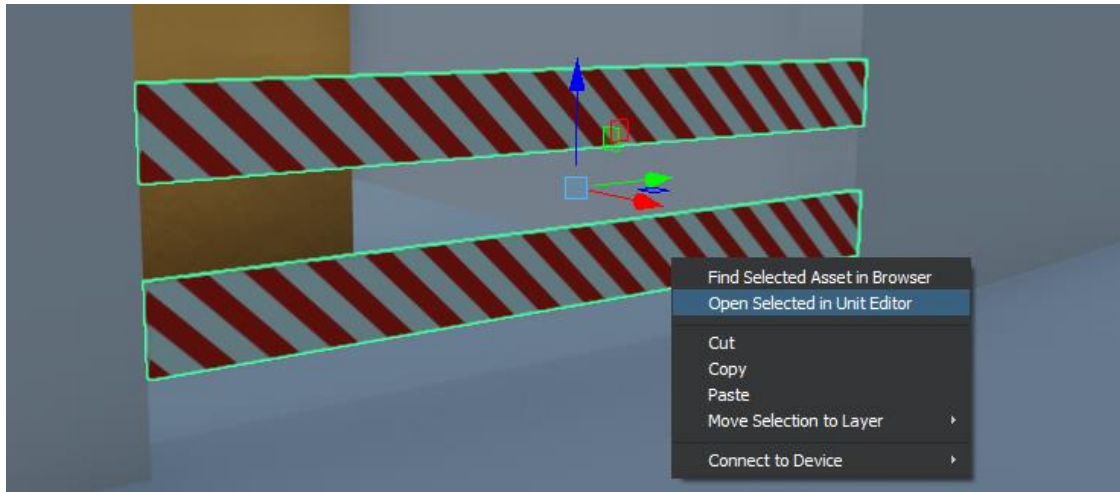 Find Selected Asset in Browser
Open Selected in Unit Editor
Cut
Copy
Paste
Move Selection to Layer
Connect to Device